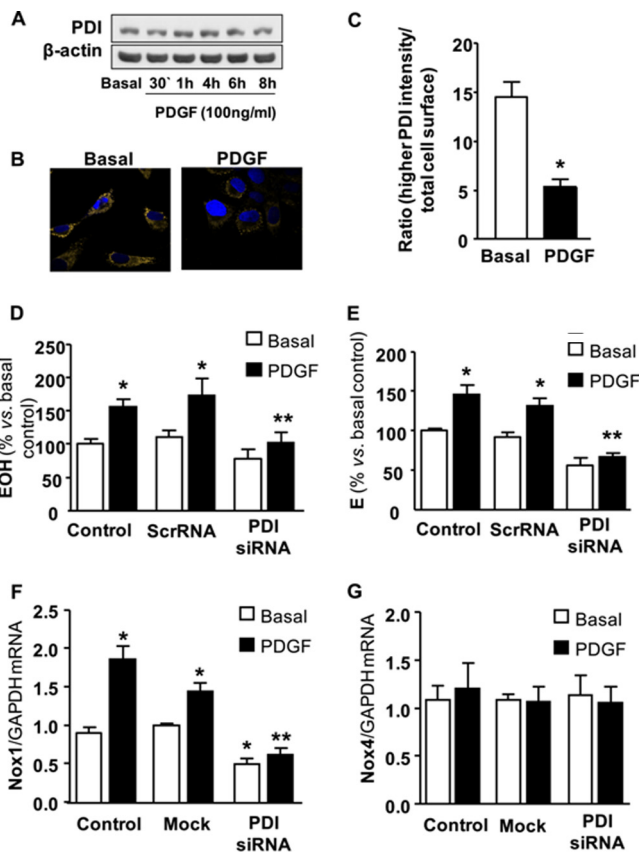 A
PDI
β-actin
Basal 30` 1h 4h 6h 8h
PDGF (100ng/ml)
B
Basal PDGF
C
Ratio (higher PDI intensity/
total cell surface)
20
15
10
5
0
*
Basal PDGF
D
EOH (% vs. basal
control)
250
200
150
100
50
0
Basal
PDGF
* * **
Control ScrRNA PDI
siRNA
E
E (% vs. basal control)
200
150
100
50
0
Basal
PDGF
* * **
Control ScrRNA PDI
siRNA
F
Nox1/GAPDH mRNA
2.0
1.5
1.0
0.5
0.0
Basal
PDGF
* * * **
Control Mock PDI
siRNA
G
Nox4/GAPDH mRNA
2.0
1.5
1.0
0.5
0.0
Basal
PDGF
Control Mock PDI
siRNA